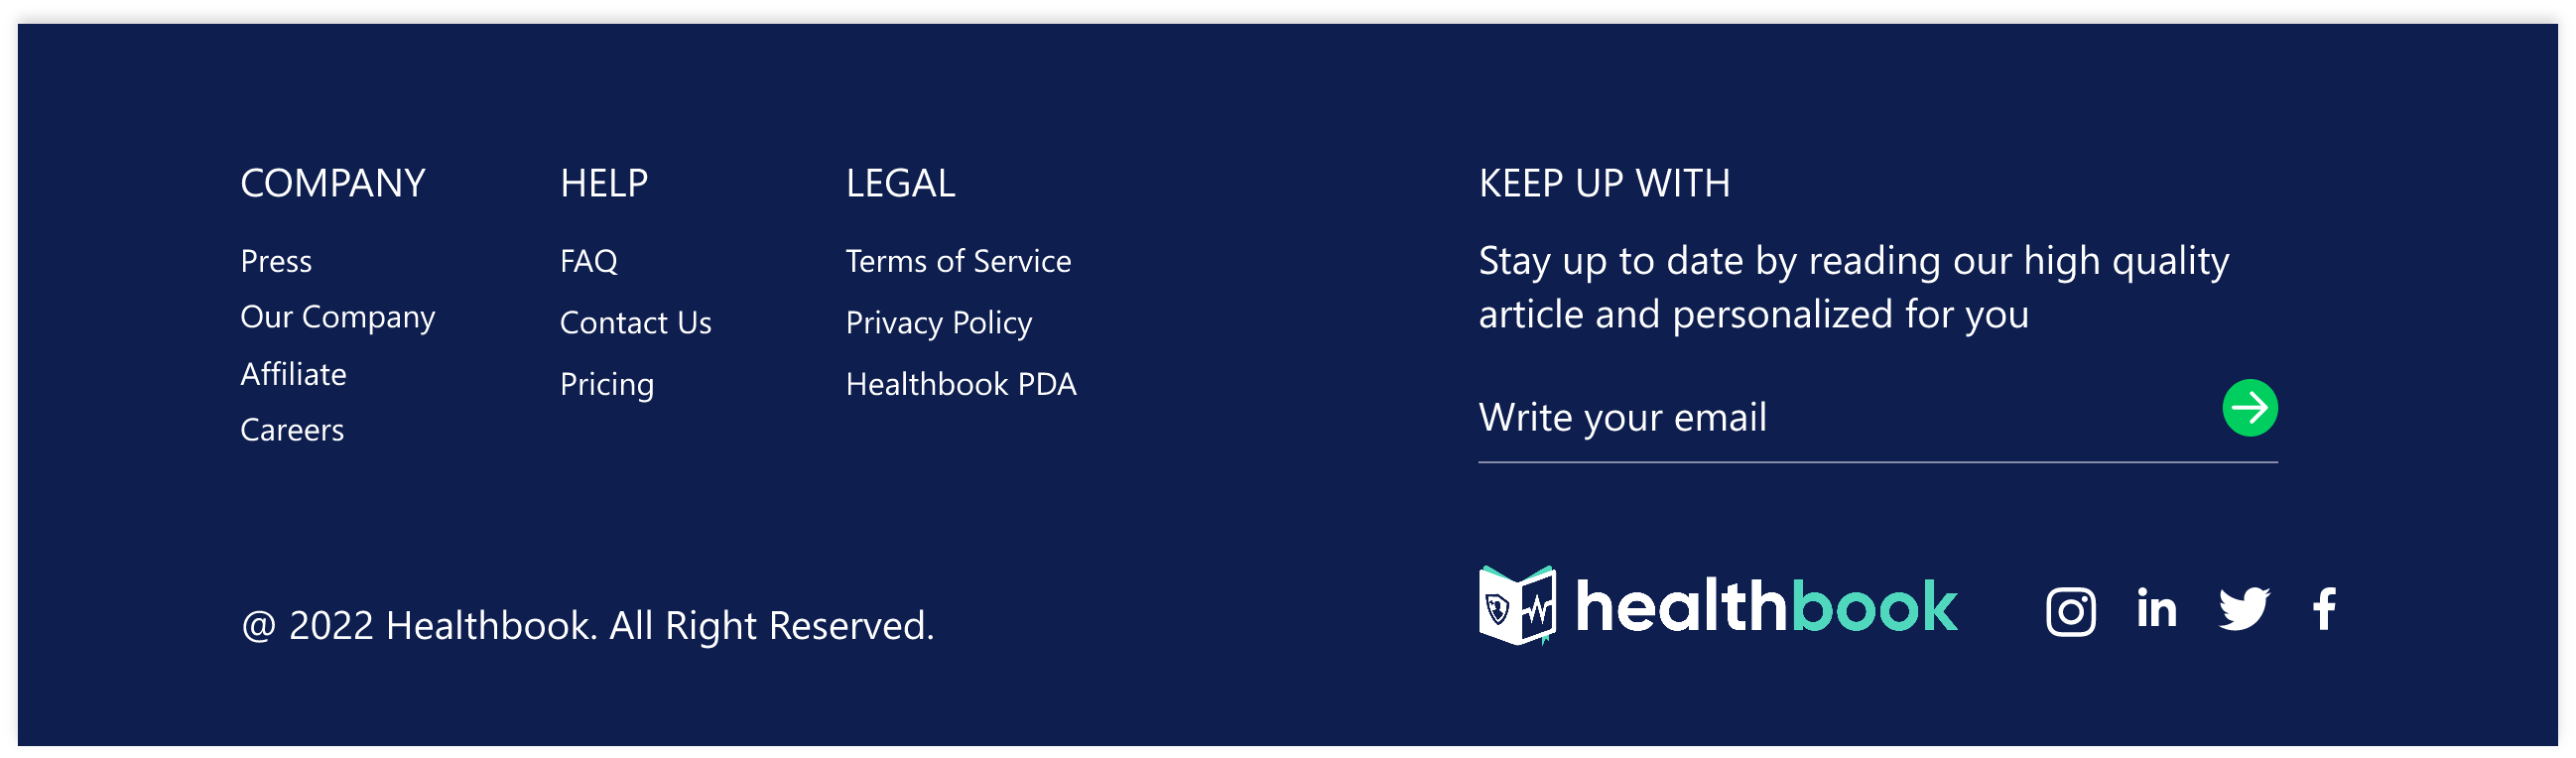 COMPANY
Press
Our Company
Affiliate
Careers
HELP
FAQ
Contact Us
Pricing
LEGAL
Terms of Service
Privacy Policy
Healthbook PDA
KEEP UP WITH
Stay up to date by reading our high quality
article and personalized for you
Write your email
@ 2022 Healthbook. All Right Reserved.
healthbook